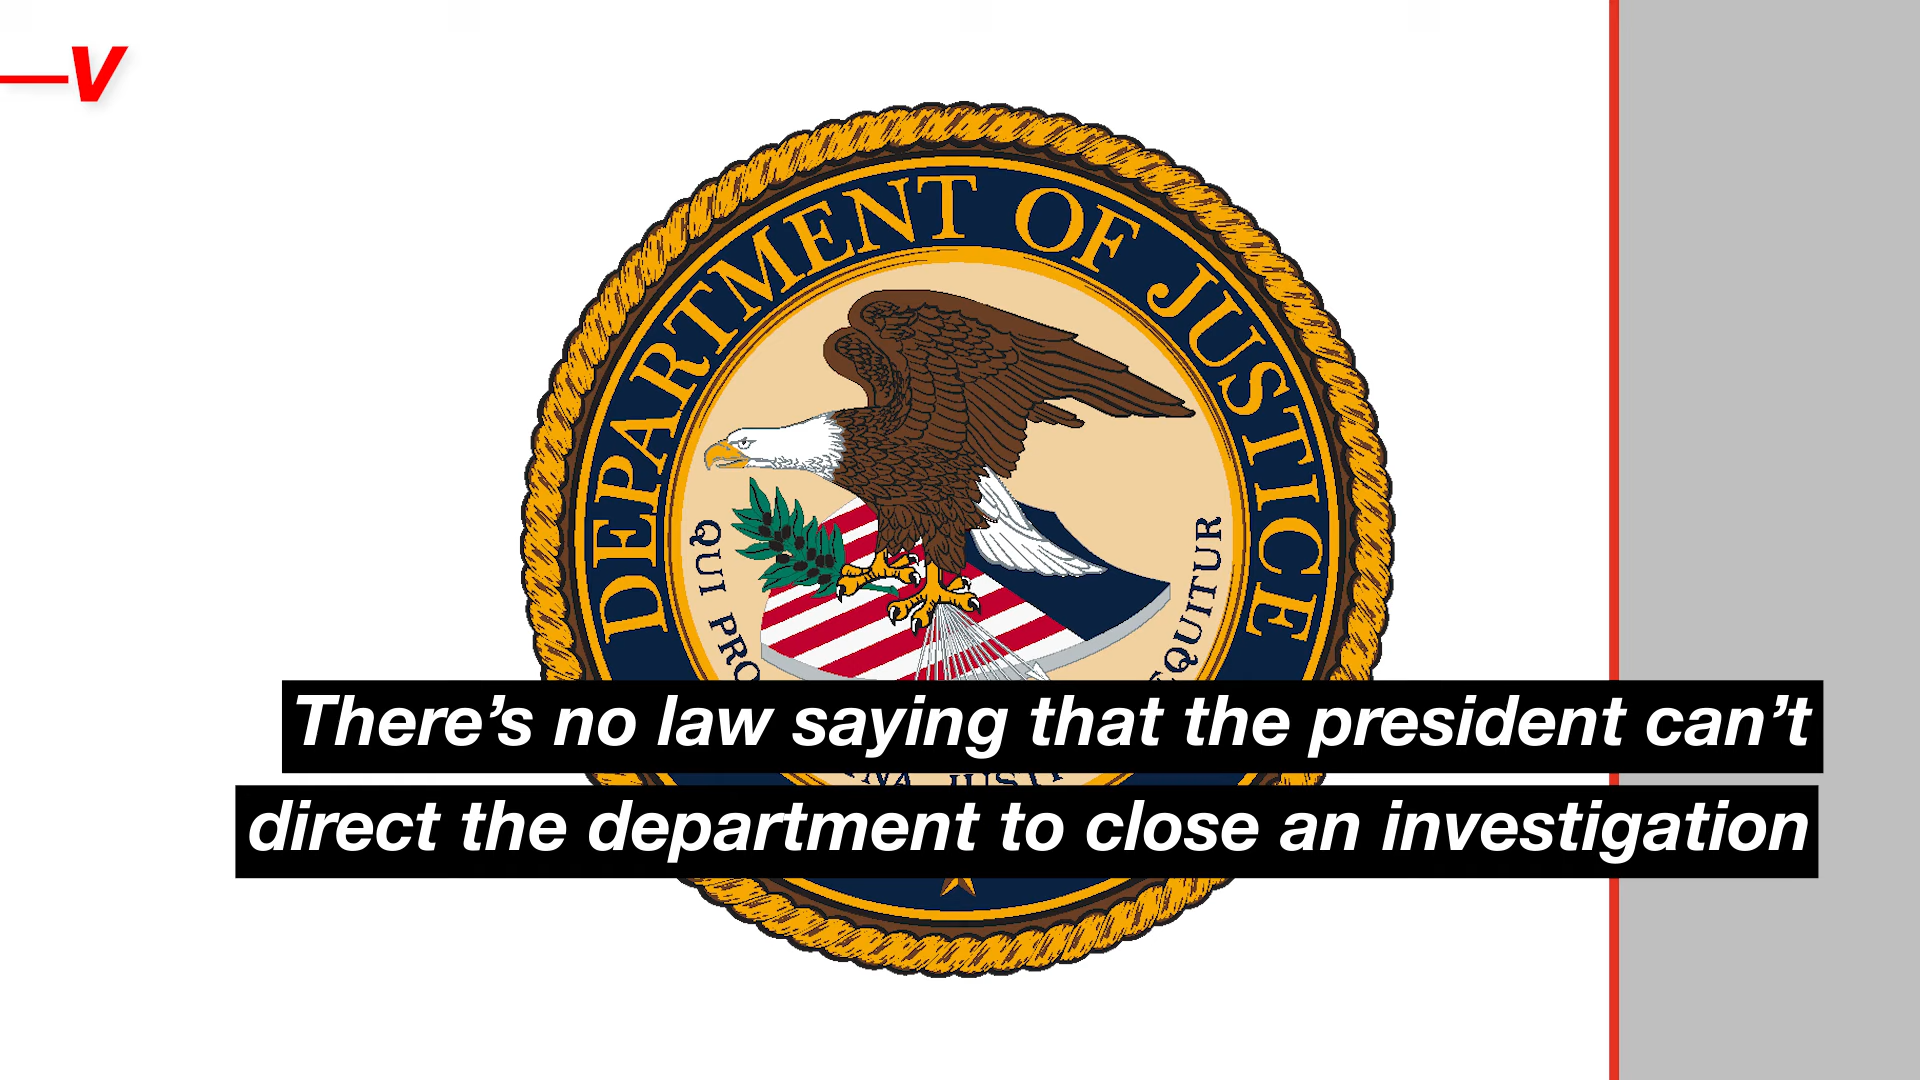 V
DEPARTMENT OF JUSTICE
QUI PRO
EQUITUR
There’s no law saying that the president can’t
direct the department to close an investigation